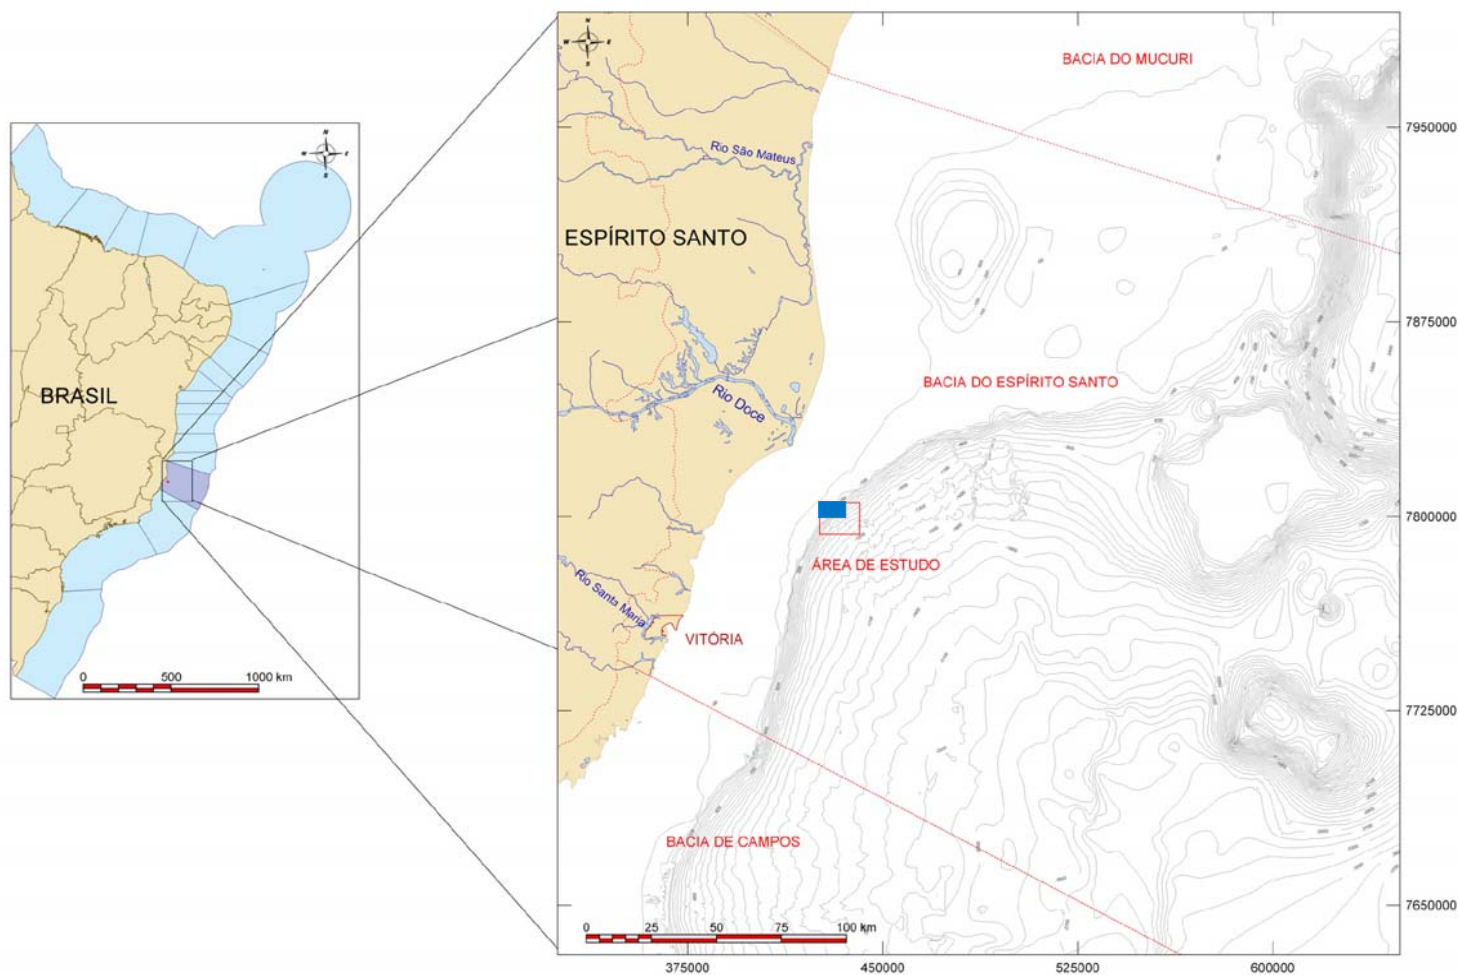 N
W
E
S
BRASIL
0
500
1000 km
N
W
E
S
BACIA DO MUCURI
Rio São Mateus
ESPÍRITO SANTO
BACIA DO ESPÍRITO SANTO
Rio Doce
ÁREA DE ESTUDO
Rio Santa Maria
VITÓRIA
BACIA DE CAMPOS
0
25
50
75
100 km
7950000
7875000
7800000
7725000
7650000
375000
450000
525000
600000